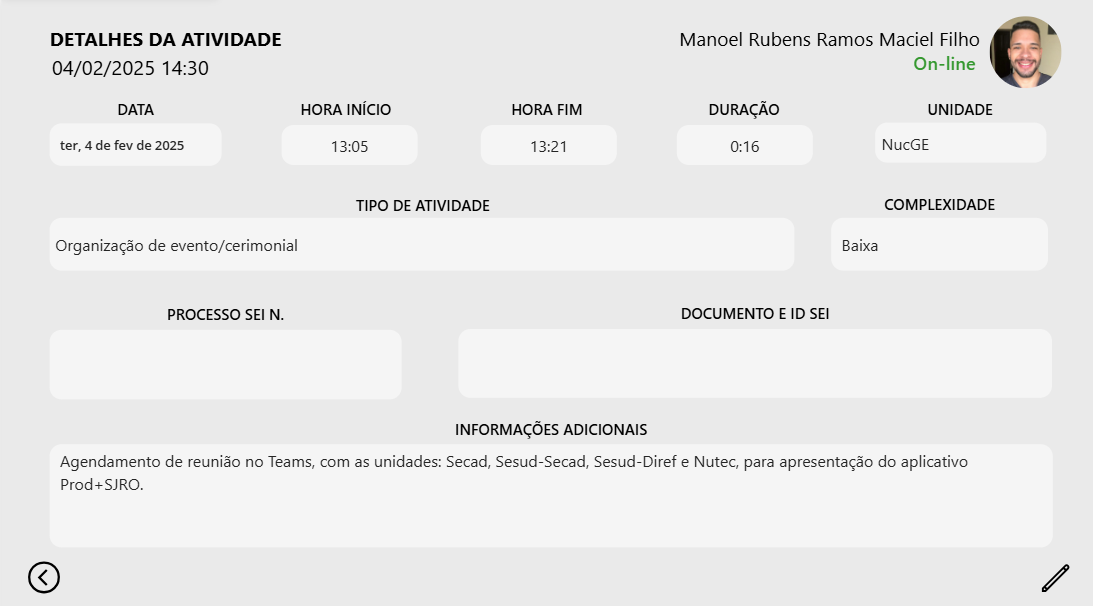 DETALHES DA ATIVIDADE
Manoel Rubens Ramos Maciel Filho
04/02/2025 14:30
On-line
DATA
HORA INÍCIO
HORA FIM
DURAÇÃO
UNIDADE
ter, 4 de fev de 2025
13:05
13:21
0:16
NucGE
TIPO DE ATIVIDADE
COMPLEXIDADE
Organização de evento/cerimonial
Baixa
PROCESSO SEI N.
DOCUMENTO E ID SEI
INFORMAÇÕES ADICIONAIS
Agendamento de reunião no Teams, com as unidades: Secad, Sesud-Secad, Sesud-Diref e Nutec, para apresentação do aplicativo
Prod+SJRO.